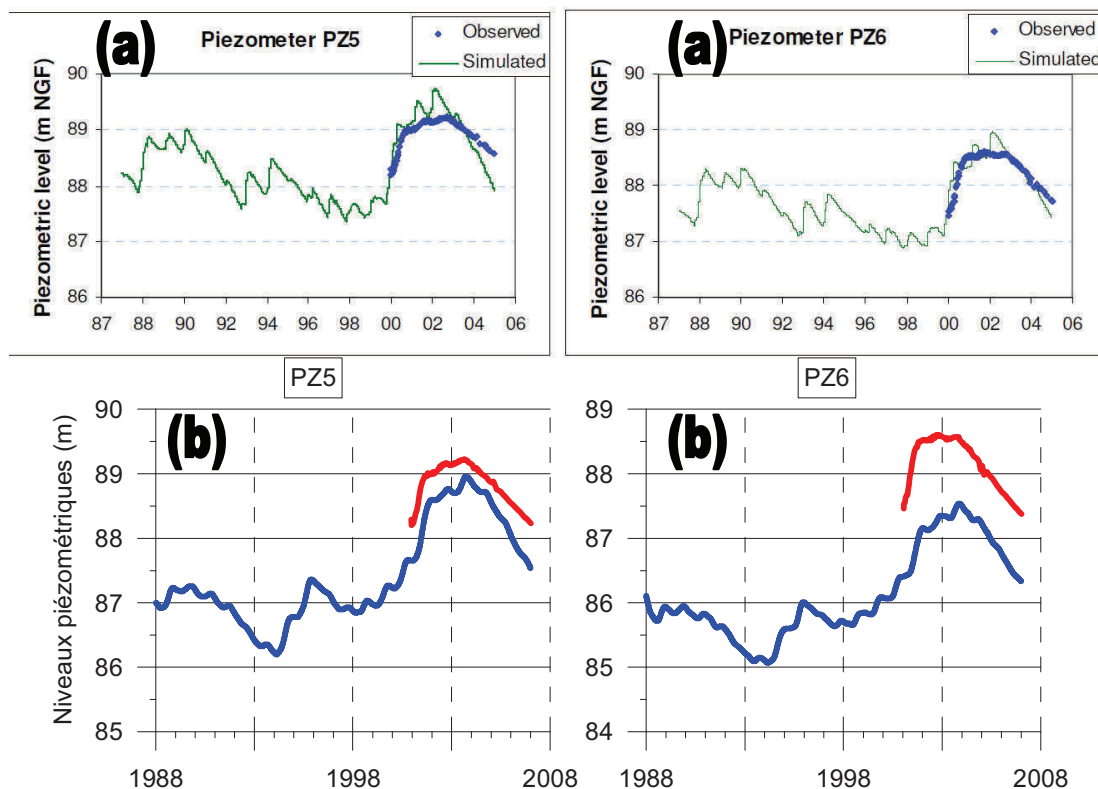 (a)
Piezometer PZ5
Observed
Simulated
Piezometric level (m NGF)
90
89
88
87
86
87 88 90 92 94 96 98 00 02 04 06
(a)
Piezometer PZ6
Observed
Simulated
Piezometric level (m NGF)
90
89
88
87
86
87 88 90 92 94 96 98 00 02 04 06
PZ5
(b)
Niveaux piézométriques (m)
90
89
88
87
86
85
1988 1998 2008
PZ6
(b)
89
88
87
86
85
84
1988 1998 2008